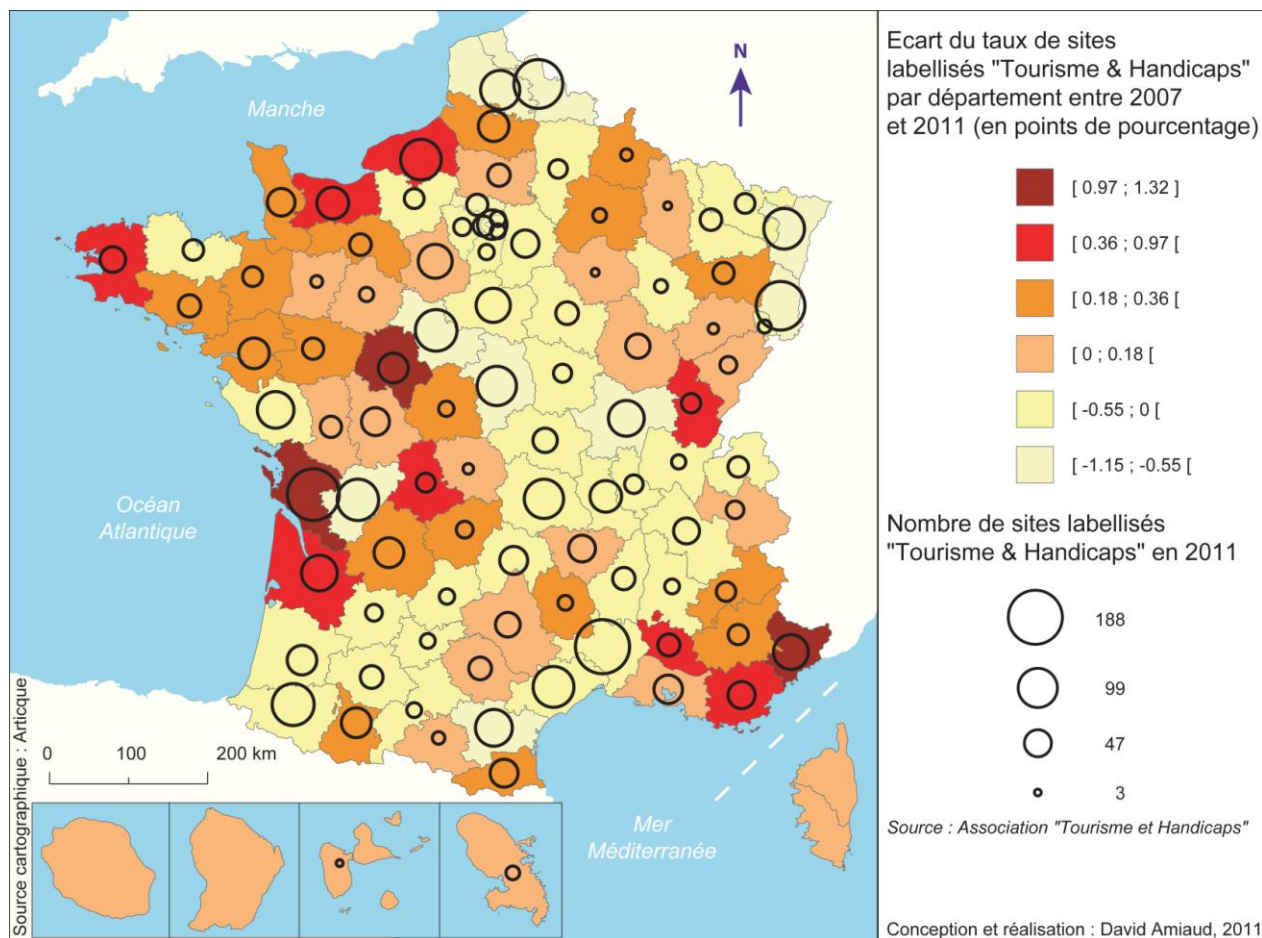 Manche
N
Océan
Atlantique
Mer
Méditerranée
0 100 200 km
Source cartographique : Articque
Ecart du taux de sites
labellisés "Tourisme & Handicaps"
par département entre 2007
et 2011 (en points de pourcentage)
[ 0.97 ; 1.32 ]
[ 0.36 ; 0.97 [
[ 0.18 ; 0.36 [
[ 0 ; 0.18 [
[ -0.55 ; 0 [
[ -1.15 ; -0.55 [
Nombre de sites labellisés
"Tourisme & Handicaps" en 2011
188
99
47
3
Source : Association "Tourisme et Handicaps"
Conception et réalisation : David Amiaud, 2011